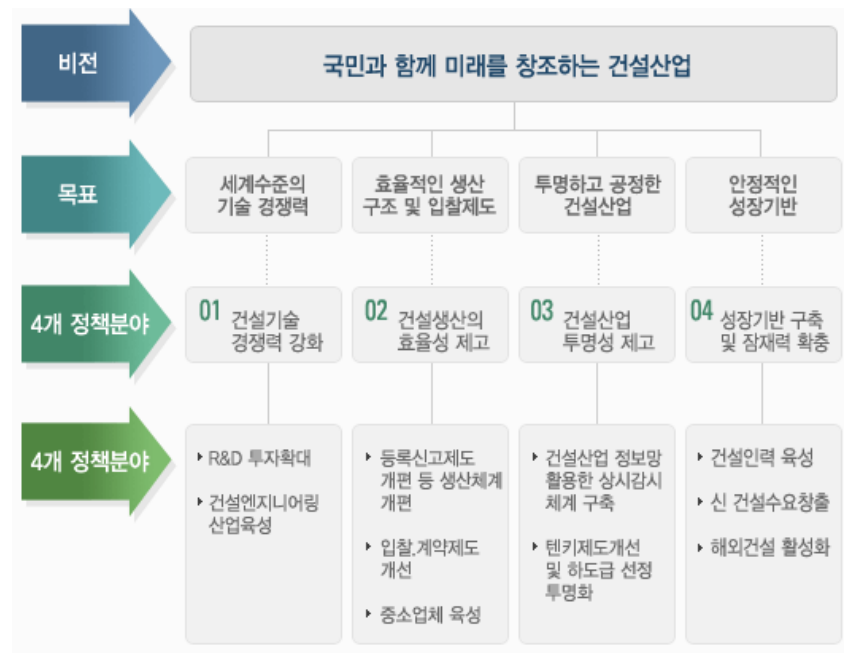 비전
국민과 함께 미래를 창조하는 건설산업
목표
세계수준의
기술 경쟁력
효율적인 생산
구조 및 입찰제도
투명하고 공정한
건설산업
안정적인
성장기반
4개 정책분야
01 건설기술
경쟁력 강화
02 건설생산의
효율성 제고
03 건설산업
투명성 제고
04 성장기반 구축
및 잠재력 확충
4개 정책분야
R&D 투자확대
건설엔지니어링
산업육성
등록신고제도
개편 등 생산체계
개편
입찰.계약제도
개선
중소업체 육성
건설산업 정보망
활용한 상시감시
체계 구축
텐키제도개선
및 하도급 선정
투명화
건설인력 육성
신 건설수요창출
해외건설 활성화